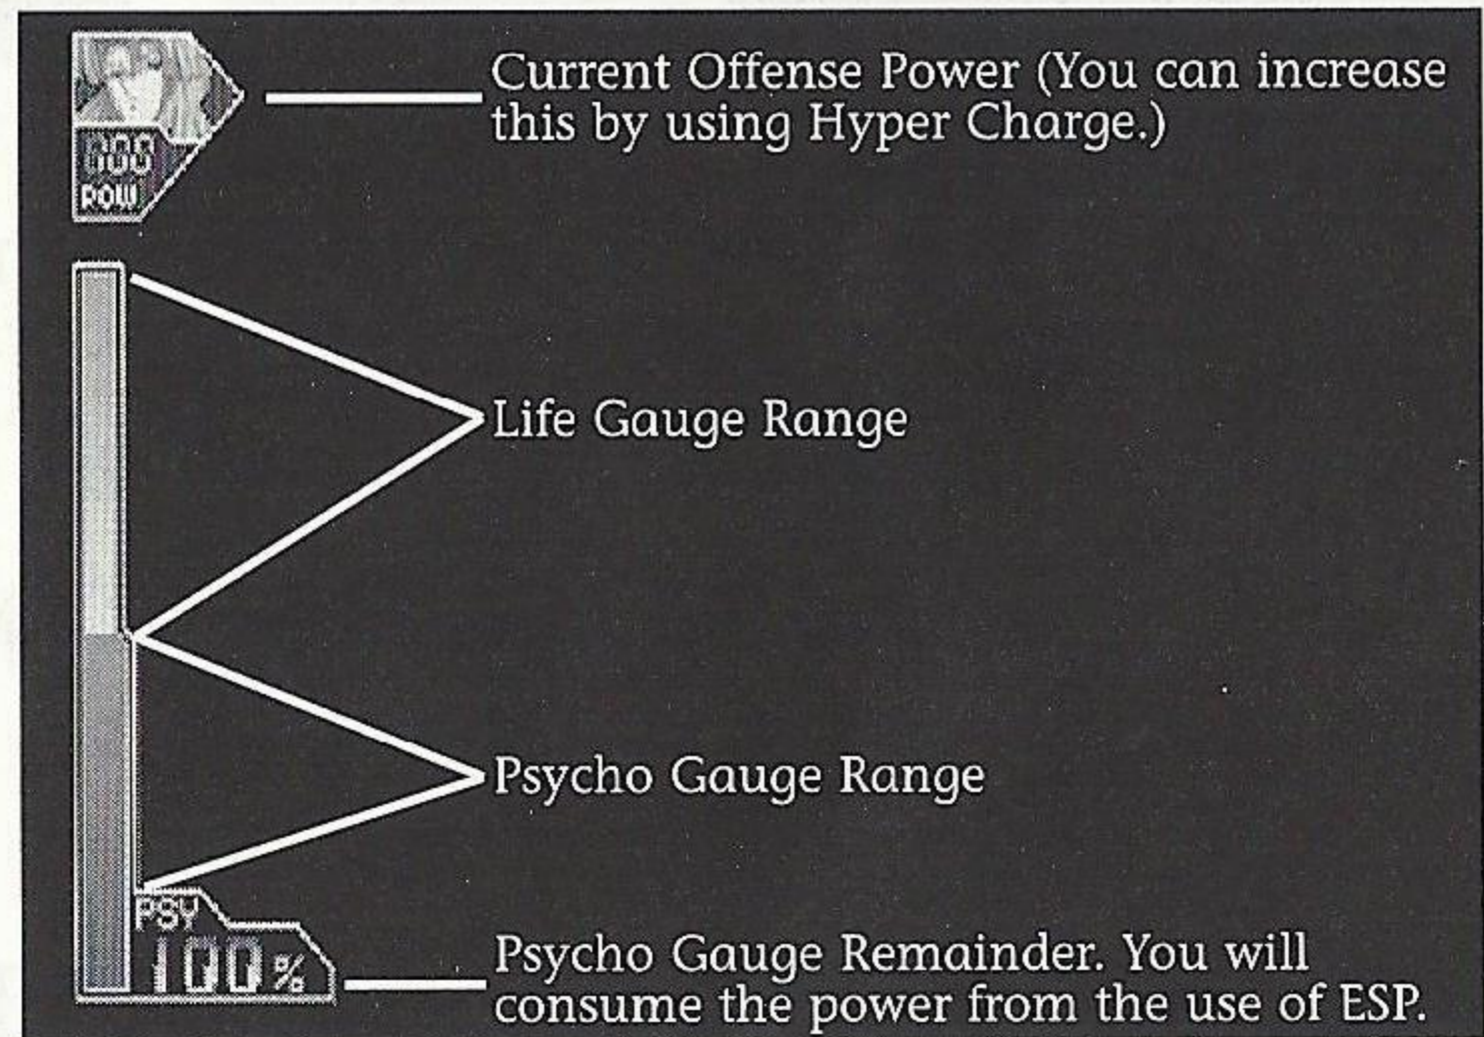 Current Offense Power (You can increase
this by using Hyper Charge.)
POW
Life Gauge Range
Psycho Gauge Range
PSY
100%
Psycho Gauge Remainder. You will
consume the power from the use of ESP.